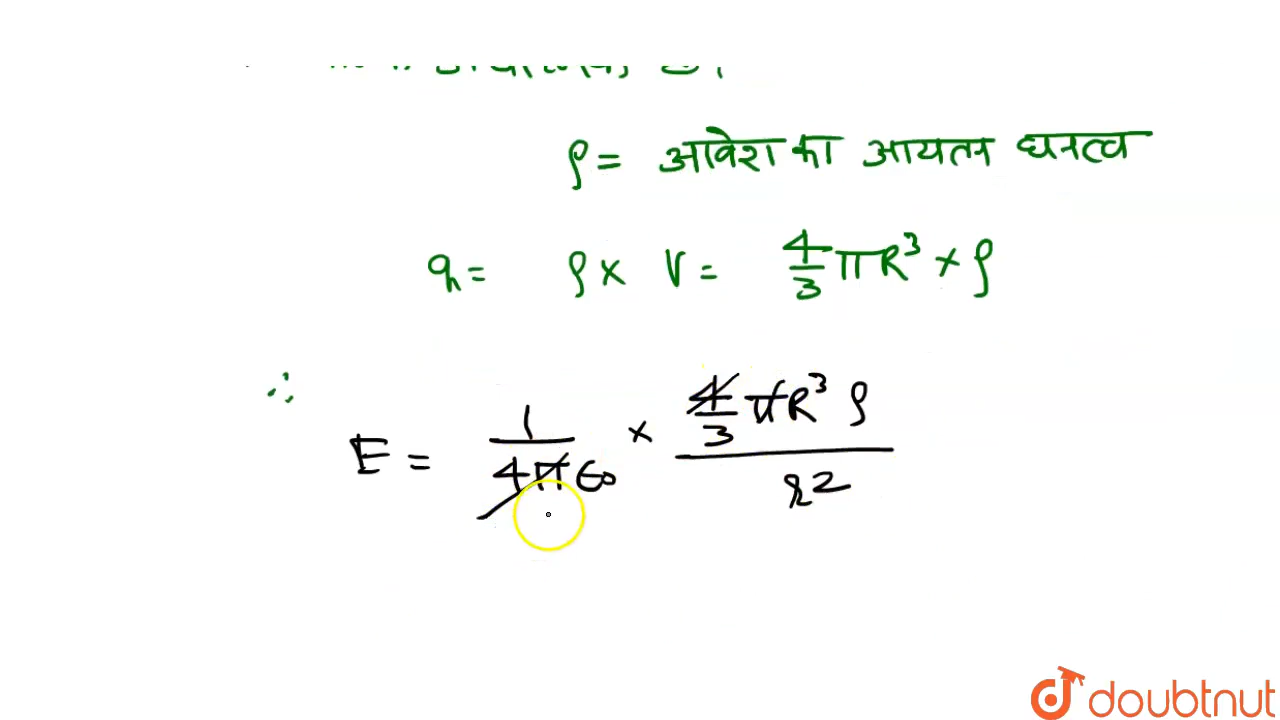 ρ = आवेश का आयतन घनत्व
q = ρ × V = 4/3 πR³ × ρ
∴
E = 1/4πϵ₀ × 4/3 πR³ ρ / r²
doubtnut